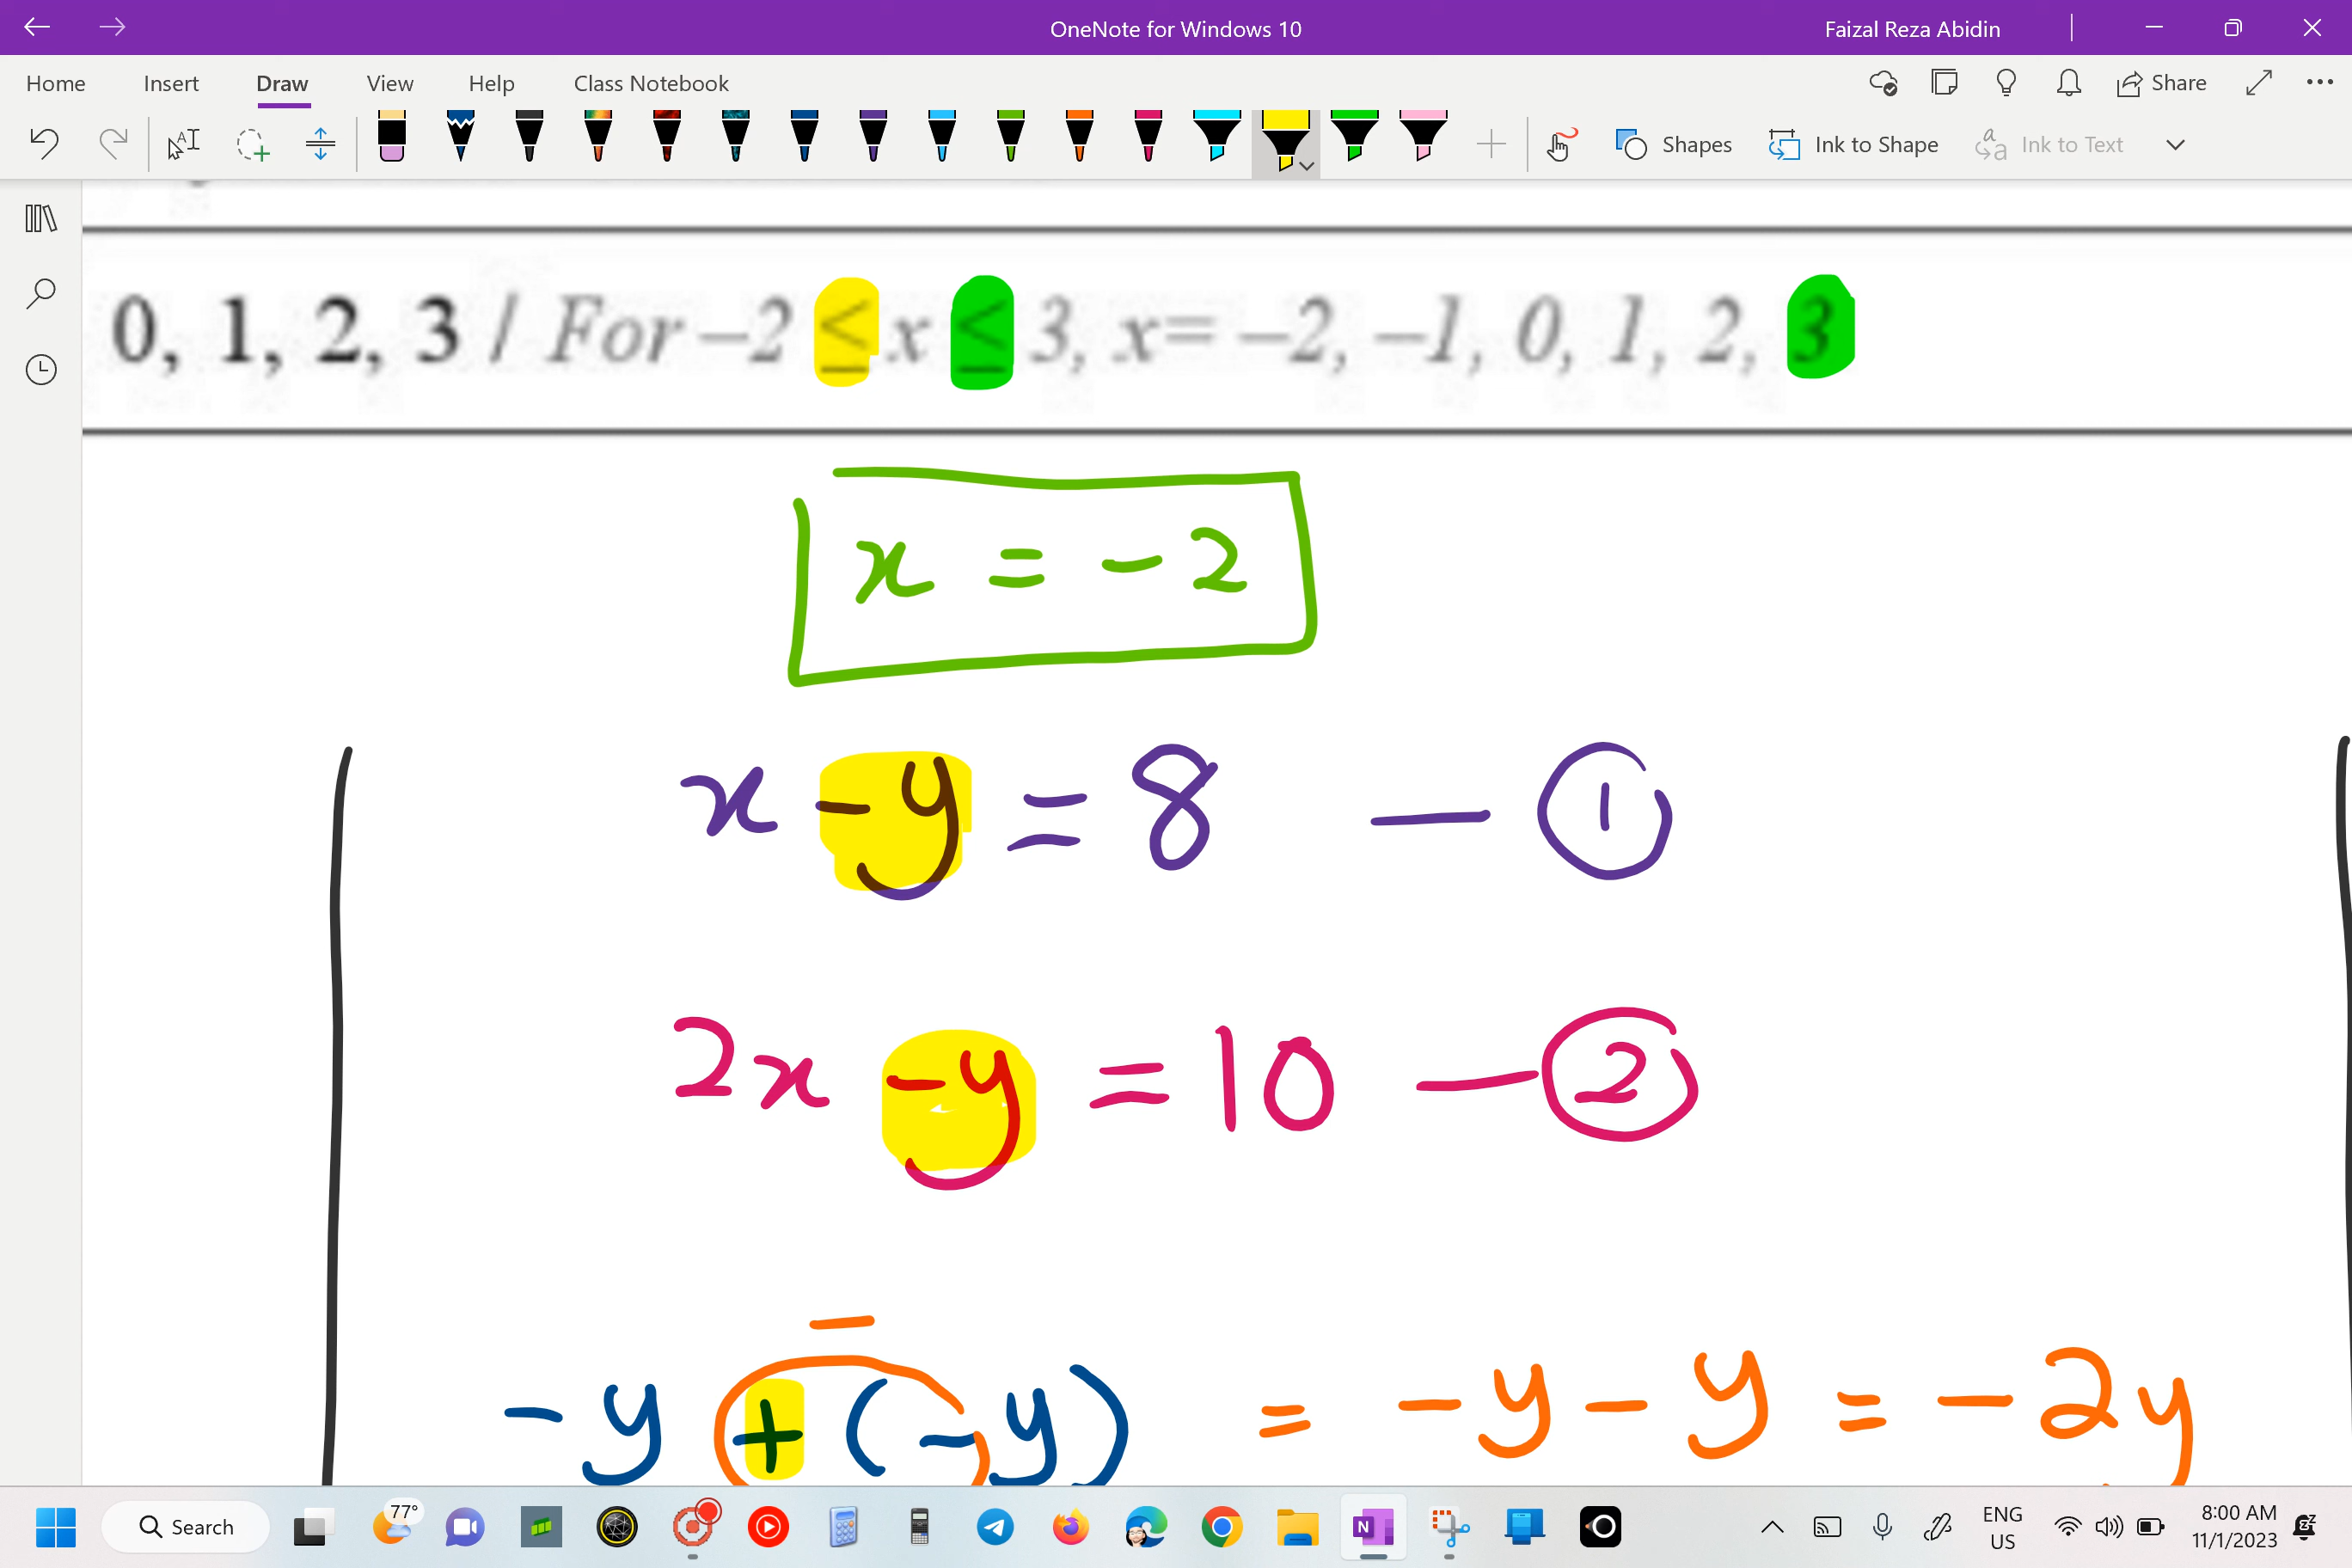 OneNote for Windows 10
Faizal Reza Abidin
Home Insert Draw View Help Class Notebook
Share
Shapes Ink to Shape Ink to Text
0, 1, 2, 3 / For –2 ≤ x ≤ 3, x= –2, –1, 0, 1, 2, 3
x = -2
x -y = 8 — ①
2x -y = 10 — ②
—
-y + (-y) = -y - y = -2y
77°
Search
ENG
US
8:00 AM
11/1/2023